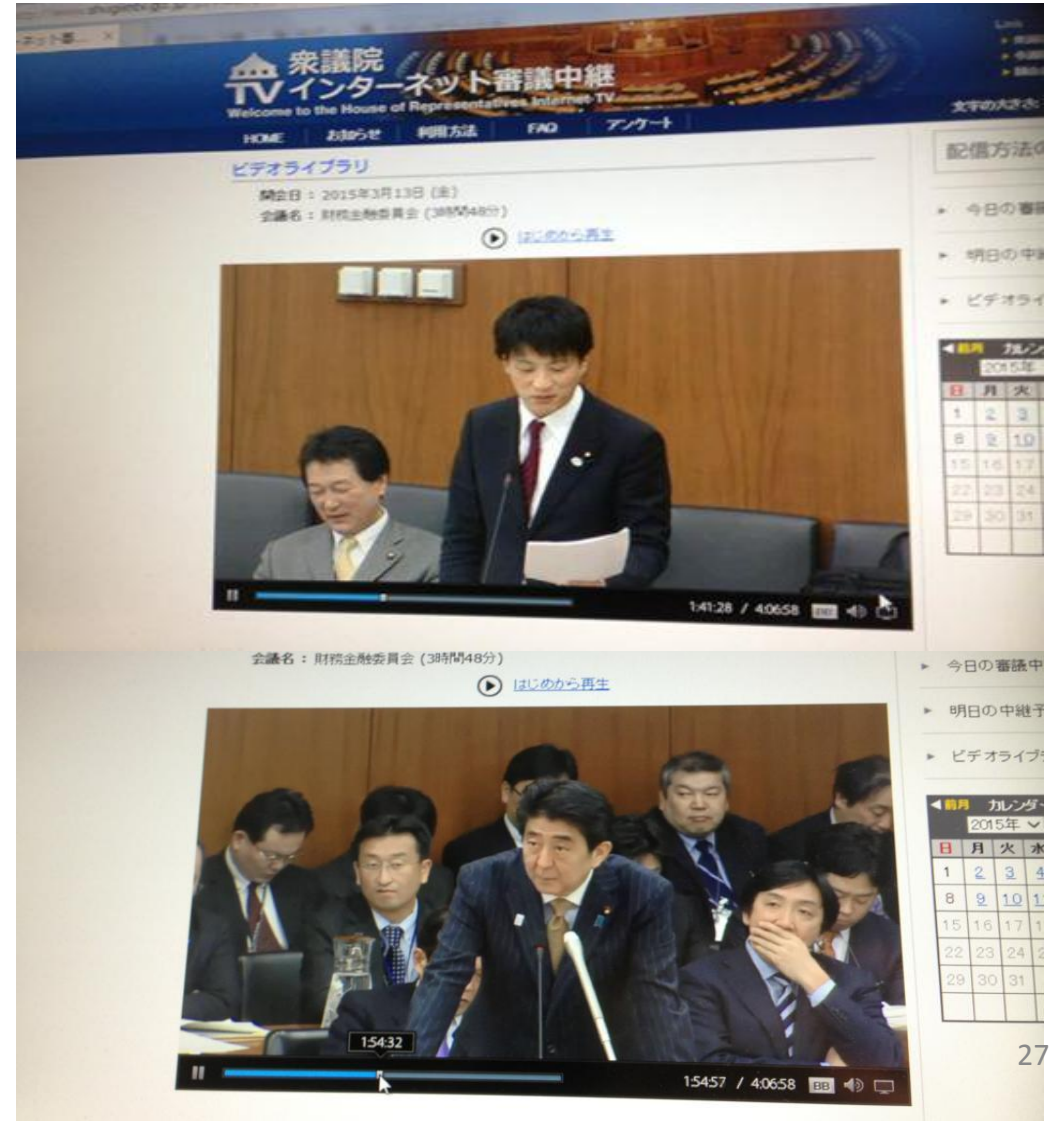 衆議院
TV インターネット審議中継
Welcome to the House of Representatives Internet-TV
HOME お知らせ 利用方法 FAQ アンケート
文字の大きさ:
ビデオライブラリ
開会日 : 2015年3月13日 (金)
会議名 : 財務金融委員会 (3時間48分)
はじめから再生
配信方法の
今日の審議
明日の中継
ビデオライ
前月 カレンダ
2015年
日 月 火
1 2 3
8 9 10
15 16 17
22 23 24
29 30 31
1:41:28 / 4:06:58 BB
会議名 : 財務金融委員会 (3時間48分)
はじめから再生
今日の審議中
明日の中継予
ビデオライブラ
前月 カレンダー
2015年
日 月 火 水
1 2 3 4
8 9 10 11
15 16 17
22 23 24
29 30 31
1:54:32
1:54:57 / 4:06:58 BB
27